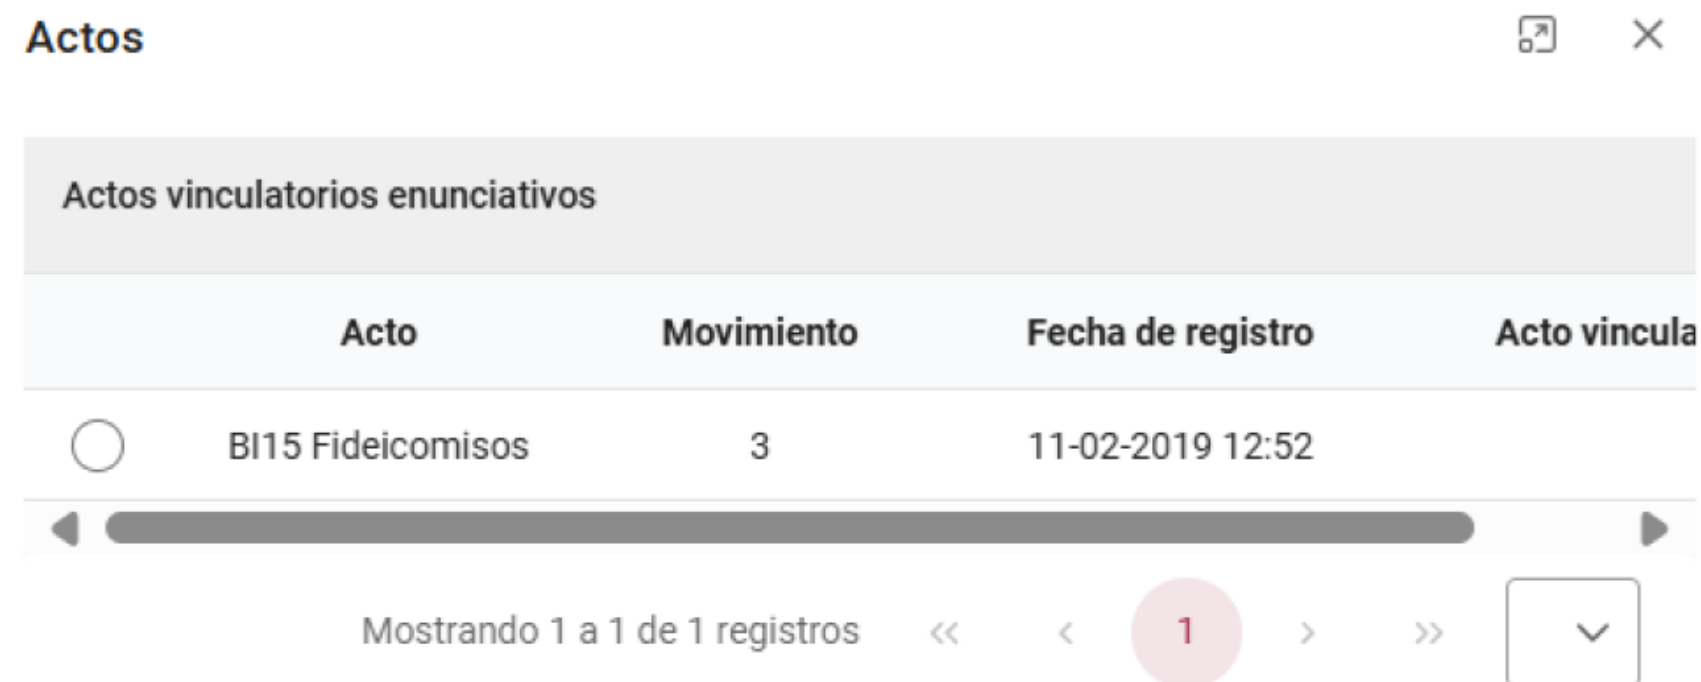 Actos
Actos vinculatorios enunciativos
Acto Movimiento Fecha de registro Acto vincula
BI15 Fideicomisos 3 11-02-2019 12:52
Mostrando 1 a 1 de 1 registros << < 1 > >>